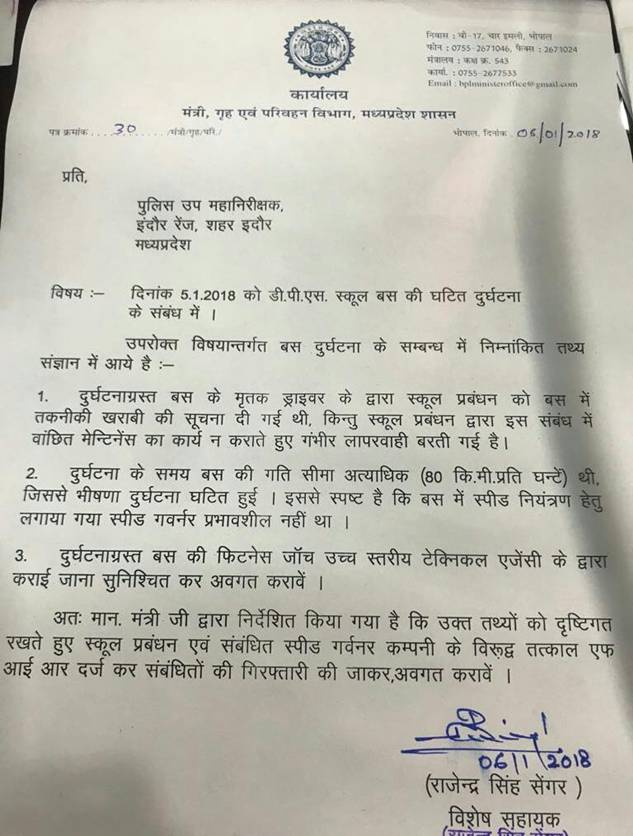 निवास : बी-17, चार इमली, भोपाल
फोन : 0755-2671046, फैक्स : 2671024
मंत्रालय : कक्ष क्र. 543
कार्या. : 0755-2677533
Email : bplministeroffice@gmail.com
कार्यालय
मंत्री, गृह एवं परिवहन विभाग, मध्यप्रदेश शासन
पत्र क्रमांक....30....../मंत्री/गृह/परि./
भोपाल, दिनांक. 06/01/2018
प्रति,
पुलिस उप महानिरीक्षक,
इंदौर रेंज, शहर इदौर
मध्यप्रदेश
विषय :– दिनांक 5.1.2018 को डी.पी.एस. स्कूल बस की घटित दुर्घटना
के संबंध में ।
उपरोक्त विषयान्तर्गत बस दुर्घटना के सम्बन्ध में निम्नांकित तथ्य
संज्ञान में आये है :–
1. दुर्घटनाग्रस्त बस के मृतक ड्राइवर के द्वारा स्कूल प्रबंधन को बस में
तकनीकी खराबी की सूचना दी गई थी, किन्तु स्कूल प्रबंधन द्वारा इस संबंध में
वांछित मेन्टिनेंस का कार्य न कराते हुए गंभीर लापरवाही बरती गई है।
2. दुर्घटना के समय बस की गति सीमा अत्याधिक (80 कि.मी.प्रति घन्टें) थी,
जिससे भीषणा दुर्घटना घटित हुई । इससे स्पष्ट है कि बस में स्पीड नियंत्रण हेतु
लगाया गया स्पीड गवर्नर प्रभावशील नहीं था ।
3. दुर्घटनाग्रस्त बस की फिटनेस जॉच उच्च स्तरीय टेक्निकल एजेंसी के द्वारा
कराई जाना सुनिश्चित कर अवगत करावें ।
अतः मान. मंत्री जी द्वारा निर्देशित किया गया है कि उक्त तथ्यों को दृष्टिगत
रखते हुए स्कूल प्रबंधन एवं संबंधित स्पीड गर्वनर कम्पनी के विरूद्व तत्काल एफ
आई आर दर्ज कर संबंधितों की गिरफ्तारी की जाकर,अवगत करावें ।
06/1/2018
(राजेन्द्र सिंह सेंगर )
विशेष सहायक